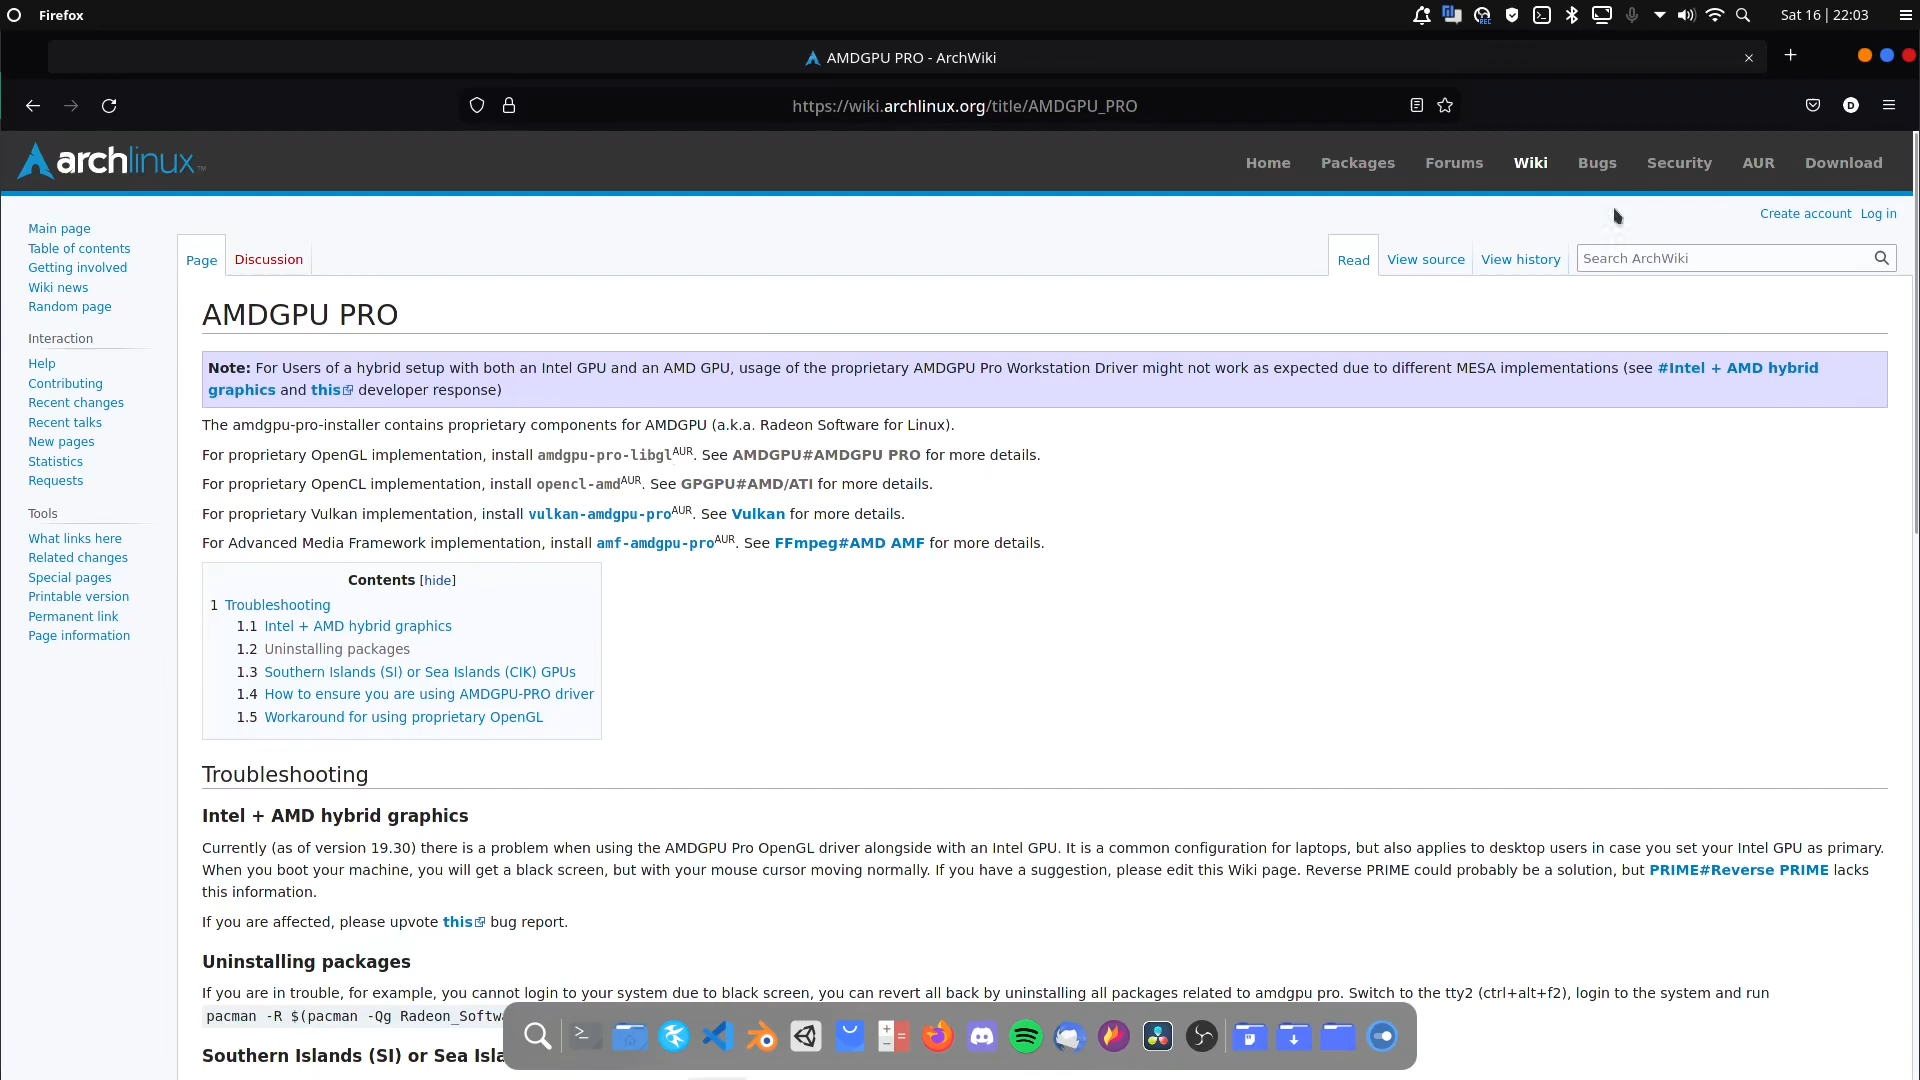 Firefox
REC
Sat 16 | 22:03
AMDGPU PRO - ArchWiki
https://wiki.archlinux.org/title/AMDGPU_PRO
D
archlinux™
Home Packages Forums Wiki Bugs Security AUR Download
Create account Log in
Main page
Table of contents
Getting involved
Wiki news
Random page
Interaction
Help
Contributing
Recent changes
Recent talks
New pages
Statistics
Requests
Tools
What links here
Related changes
Special pages
Printable version
Permanent link
Page information
Page Discussion Read View source View history Search ArchWiki
AMDGPU PRO
Note: For Users of a hybrid setup with both an Intel GPU and an AMD GPU, usage of the proprietary AMDGPU Pro Workstation Driver might not work as expected due to different MESA implementations (see #Intel + AMD hybrid
graphics and this developer response)
The amdgpu-pro-installer contains proprietary components for AMDGPU (a.k.a. Radeon Software for Linux).
For proprietary OpenGL implementation, install amdgpu-pro-libglAUR. See AMDGPU#AMDGPU PRO for more details.
For proprietary OpenCL implementation, install opencl-amdAUR. See GPGPU#AMD/ATI for more details.
For proprietary Vulkan implementation, install vulkan-amdgpu-proAUR. See Vulkan for more details.
For Advanced Media Framework implementation, install amf-amdgpu-proAUR. See FFmpeg#AMD AMF for more details.
Contents [hide]
1 Troubleshooting
1.1 Intel + AMD hybrid graphics
1.2 Uninstalling packages
1.3 Southern Islands (SI) or Sea Islands (CIK) GPUs
1.4 How to ensure you are using AMDGPU-PRO driver
1.5 Workaround for using proprietary OpenGL
Troubleshooting
Intel + AMD hybrid graphics
Currently (as of version 19.30) there is a problem when using the AMDGPU Pro OpenGL driver alongside with an Intel GPU. It is a common configuration for laptops, but also applies to desktop users in case you set your Intel GPU as primary.
When you boot your machine, you will get a black screen, but with your mouse cursor moving normally. If you have a suggestion, please edit this Wiki page. Reverse PRIME could probably be a solution, but PRIME#Reverse PRIME lacks
this information.
If you are affected, please upvote this bug report.
Uninstalling packages
If you are in trouble, for example, you cannot login to your system due to black screen, you can revert all back by uninstalling all packages related to amdgpu pro. Switch to the tty2 (ctrl+alt+f2), login to the system and run
pacman -R $(pacman -Qg Radeon_Softwa
Southern Islands (SI) or Sea Isla